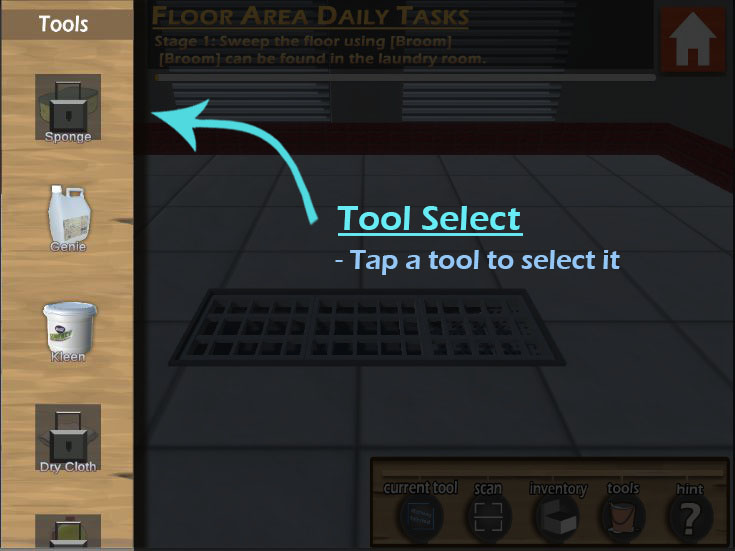 Tools
FLOOR AREA DAILY TASKS
Stage 1: Sweep the floor using [Broom]
[Broom] can be found in the laundry room.
Sponge
Tool Select
- Tap a tool to select it
Genie
Kleen
Dry Cloth
current tool
scan
inventory
tools
hint
?